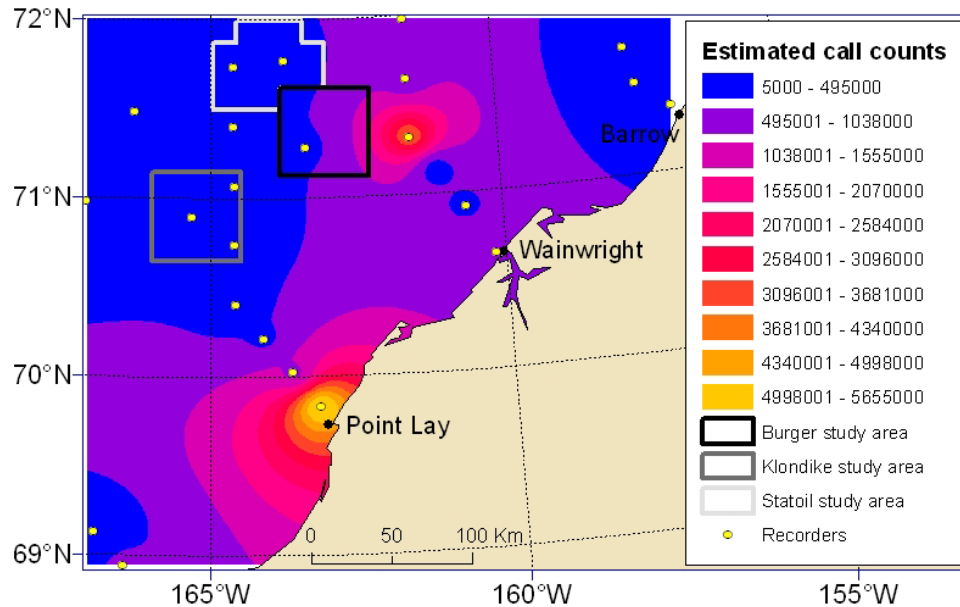 72°N
71°N
70°N
69°N
165°W
160°W
155°W
Barrow
Wainwright
Point Lay
0 50 100 Km
Estimated call counts
5000 - 495000
495001 - 1038000
1038001 - 1555000
1555001 - 2070000
2070001 - 2584000
2584001 - 3096000
3096001 - 3681000
3681001 - 4340000
4340001 - 4998000
4998001 - 5655000
Burger study area
Klondike study area
Statoil study area
Recorders